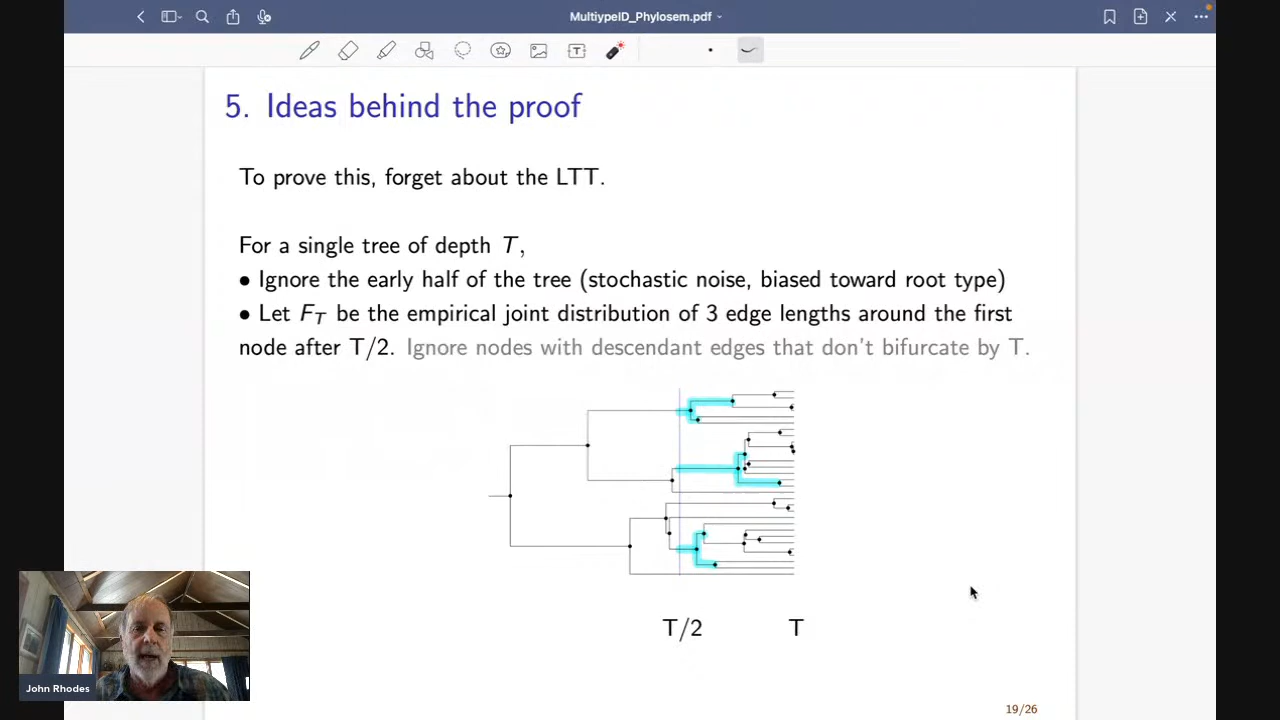 MultiypeID_Phylosem.pdf
5. Ideas behind the proof
To prove this, forget about the LTT.
For a single tree of depth T,
• Ignore the early half of the tree (stochastic noise, biased toward root type)
• Let F_T be the empirical joint distribution of 3 edge lengths around the first
node after T/2. Ignore nodes with descendant edges that don't bifurcate by T.
T/2 T
John Rhodes
19/26